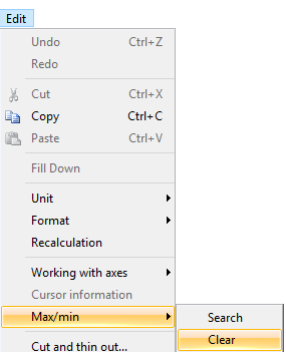 Edit
Undo Ctrl+Z
Redo
Cut Ctrl+X
Copy Ctrl+C
Paste Ctrl+V
Fill Down
Unit
Format
Recalculation
Working with axes
Cursor information
Max/min
Search
Clear
Cut and thin out...